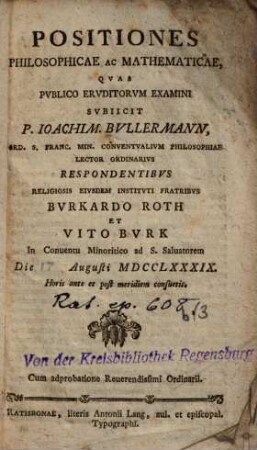 POSITIONES
PHILOSOPHICAE AC MATHEMATICAE,
QVAS
PVBLICO ERVDITORVM EXAMINI
SVBIICIT
P. IOACHIM. BVLLERMANN,
ORD. S. FRANC. MIN. CONVENTVALIVM PHILOSOPHIAE
LECTOR ORDINARIVS
RESPONDENTIBVS
RELIGIOSIS EIVSDEM INSTITVTI FRATRIBVS
BVRKARDO ROTH
ET
VITO BVRK
In Conuentu Minoritico ad S. Saluatorem
Die Augusti MDCCLXXXIX.
Horis ante et post meridiem consuetis.
Rat. ep. 608/3
Von der Kreisbibliothek Regensburg
Cum adprobatione Reuerendissimi Ordinarii.
RATISBONAE, literis Antonii Lang, aul. et episcopal.
Typographi.